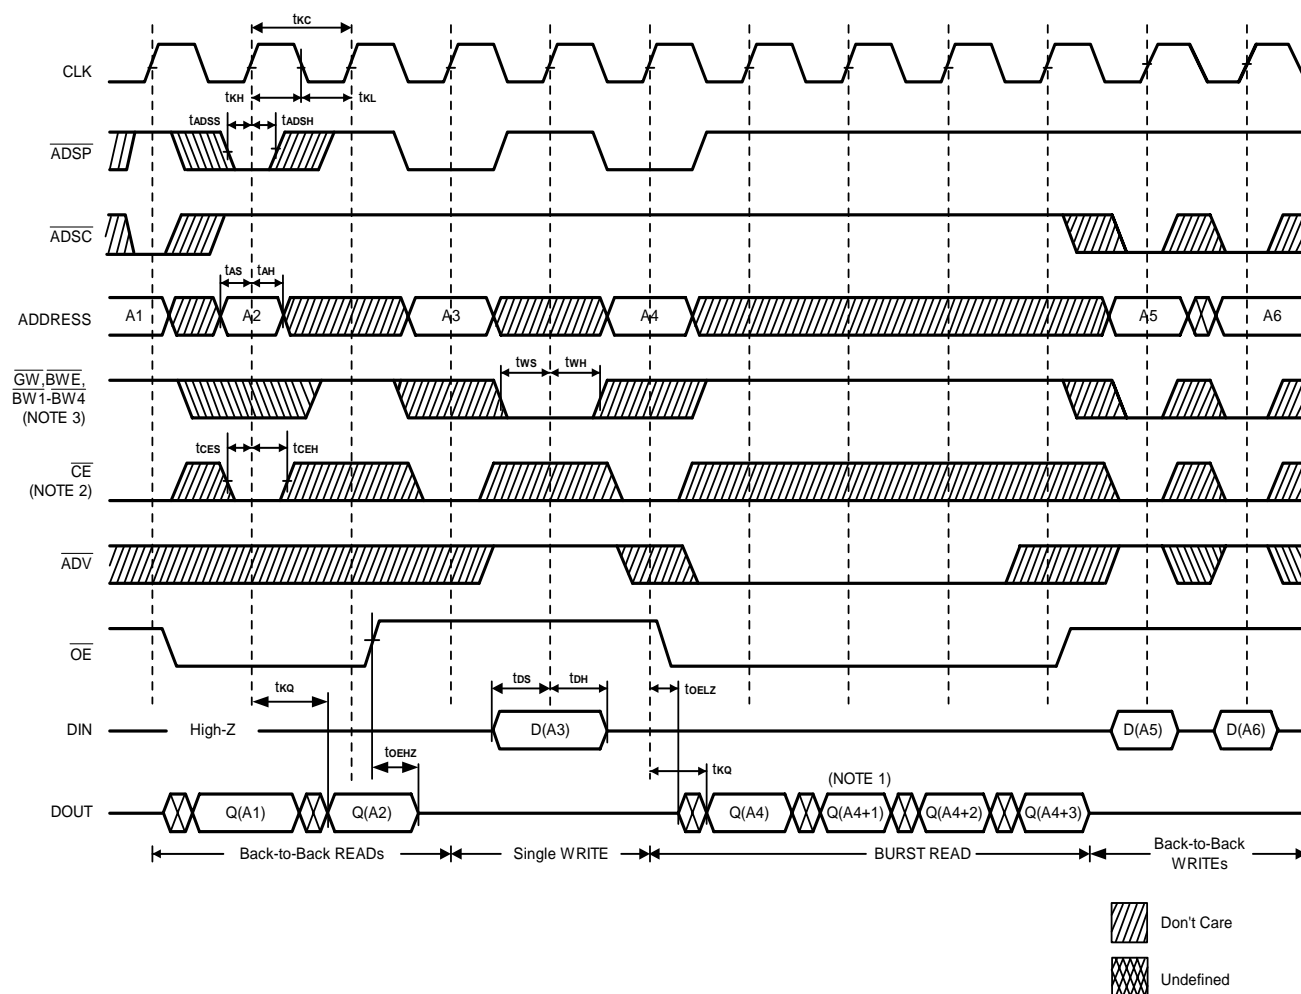 tKC
CLK
tKH
tKL
tADSS
tADSH
ADSP
ADSC
tAS
tAH
ADDRESS
A1
A2
A3
A4
A5
A6
GW,BWE,
BW1-BW4
(NOTE 3)
tWS
tWH
tCES
tCEH
CE
(NOTE 2)
ADV
OE
tKQ
tDS
tDH
tOELZ
DIN
High-Z
D(A3)
D(A5)
D(A6)
tOEHZ
tKQ
(NOTE 1)
DOUT
Q(A1)
Q(A2)
Q(A4)
Q(A4+1)
Q(A4+2)
Q(A4+3)
Back-to-Back READs
Single WRITE
BURST READ
Back-to-Back
WRITEs
Don't Care
Undefined